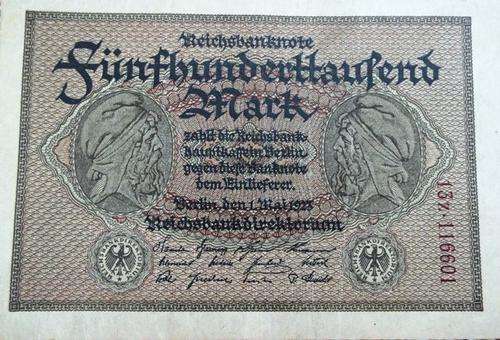 Reichsbanknote
Fünfhunderttausend
Mark
zahlt die Reichsbank-
hauptkasse in Berlin
gegen diese Banknote
dem Einlieferer.
Berlin, den 1. Mai 1923
Reichsbankdirektorium
13Z·116601